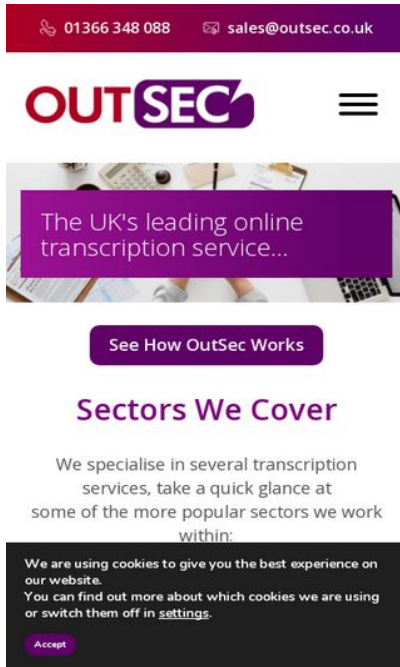 01366 348 088 sales@outsec.co.uk
OUTSEC
The UK's leading online
transcription service...
See How OutSec Works
Sectors We Cover
We specialise in several transcription
services, take a quick glance at
some of the more popular sectors we work
within:
We are using cookies to give you the best experience on
our website.
You can find out more about which cookies we are using
or switch them off in settings.
Accept